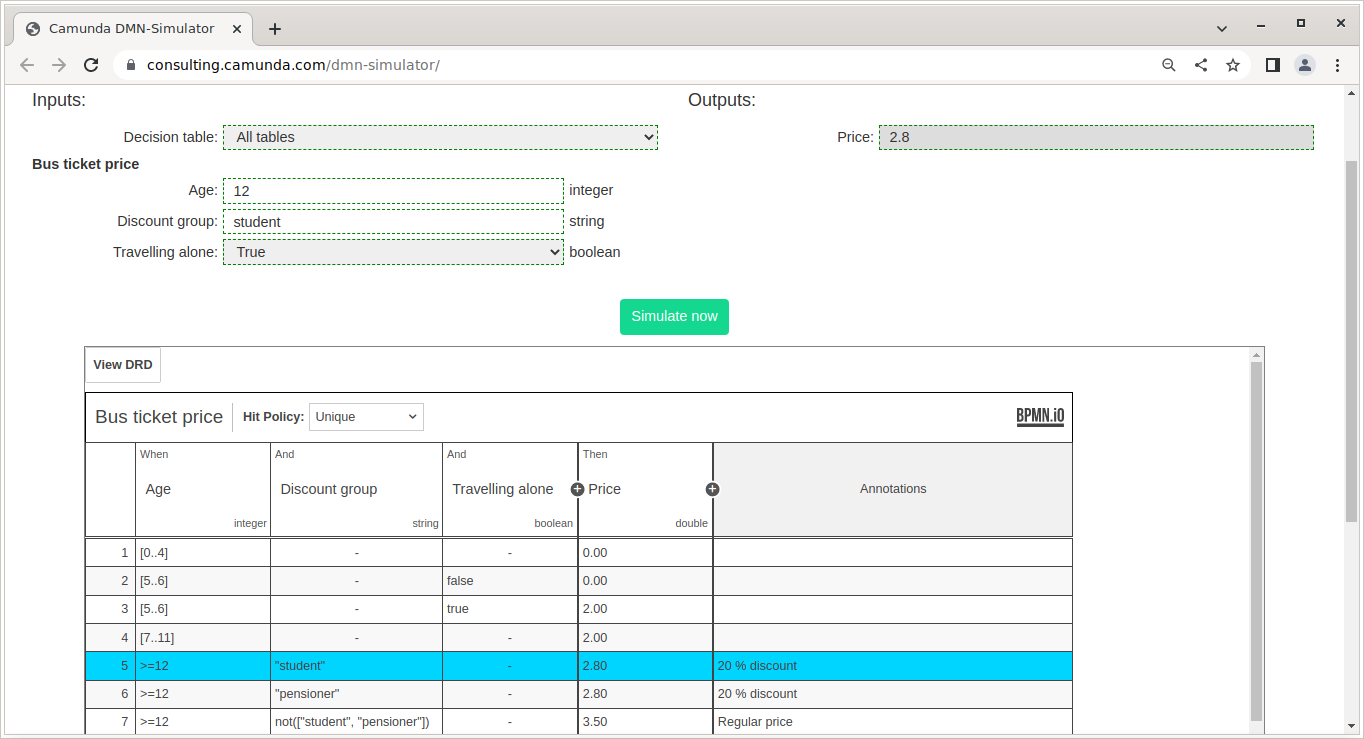 Camunda DMN-Simulator
consulting.camunda.com/dmn-simulator/
Inputs:
Outputs:
Decision table: All tables
Price: 2.8
Bus ticket price
Age: 12 integer
Discount group: student string
Travelling alone: True boolean
Simulate now
View DRD
Bus ticket price Hit Policy: Unique BPMN.iO
When And And Then
Age Discount group Travelling alone Price Annotations
integer string boolean double
1 [0..4] - - 0.00
2 [5..6] - false 0.00
3 [5..6] - true 2.00
4 [7..11] - - 2.00
5 >=12 "student" - 2.80 20 % discount
6 >=12 "pensioner" - 2.80 20 % discount
7 >=12 not(["student", "pensioner"]) - 3.50 Regular price